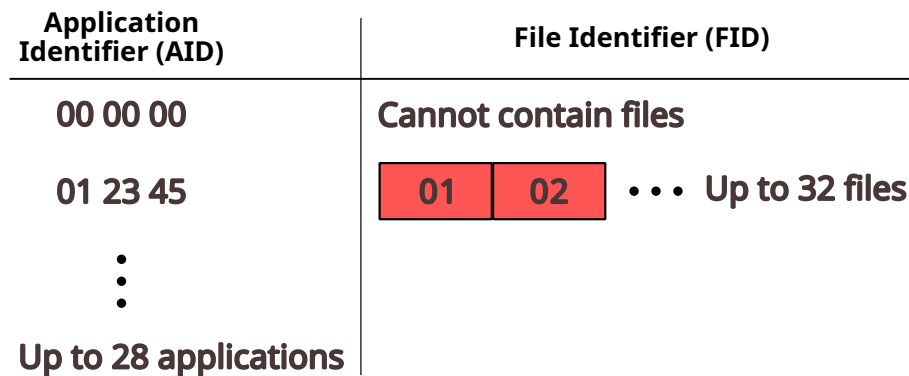 Application
Identifier (AID)
File Identifier (FID)
00 00 00
Cannot contain files
01 23 45
01
02
Up to 32 files
Up to 28 applications